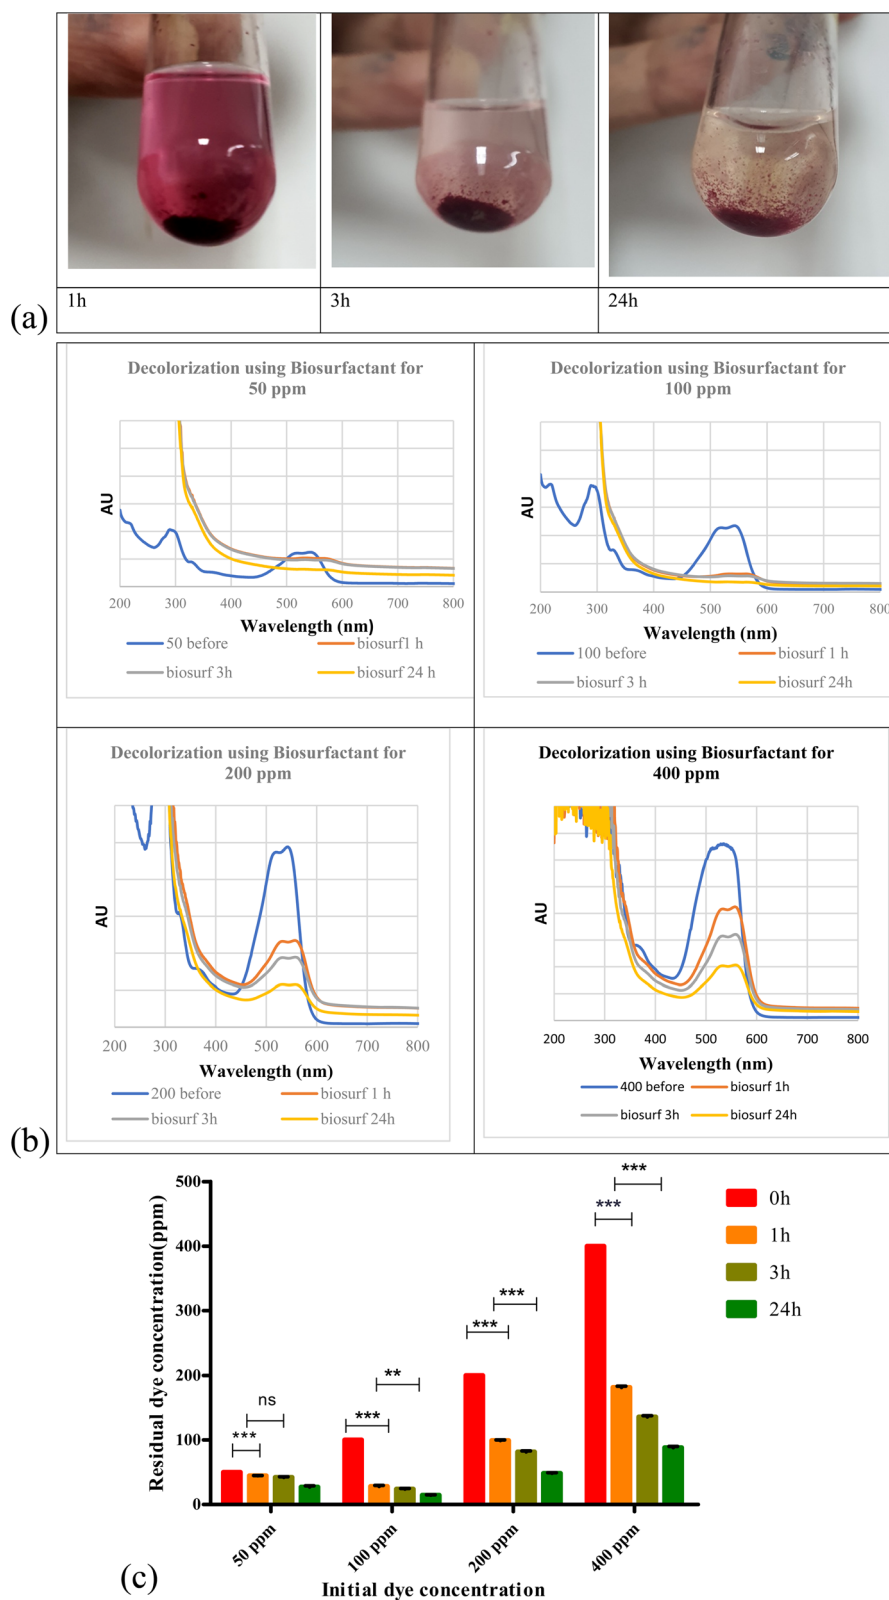 1h
3h
24h
(a)
Decolorization using Biosurfactant for
50 ppm
AU
200 300 400 500 600 700 800
Wavelength (nm)
50 before
biosurf1 h
biosurf 3h
biosurf 24 h
Decolorization using Biosurfactant for
100 ppm
AU
200 300 400 500 600 700 800
Wavelength (nm)
100 before
biosurf 1 h
biosurf 3 h
biosurf 24h
Decolorization using Biosurfactant for
200 ppm
AU
200 300 400 500 600 700 800
Wavelength (nm)
200 before
biosurf 1 h
biosurf 3h
biosurf 24h
Decolorization using Biosurfactant for
400 ppm
AU
200 300 400 500 600 700 800
Wavelength (nm)
400 before
biosurf 1h
biosurf 3h
biosurf 24h
(b)
Residual dye concentration(ppm)
500
400
300
200
100
0
***
ns
***
**
***
***
***
***
0h
1h
3h
24h
50 ppm
100 ppm
200 ppm
400 ppm
Initial dye concentration
(c)